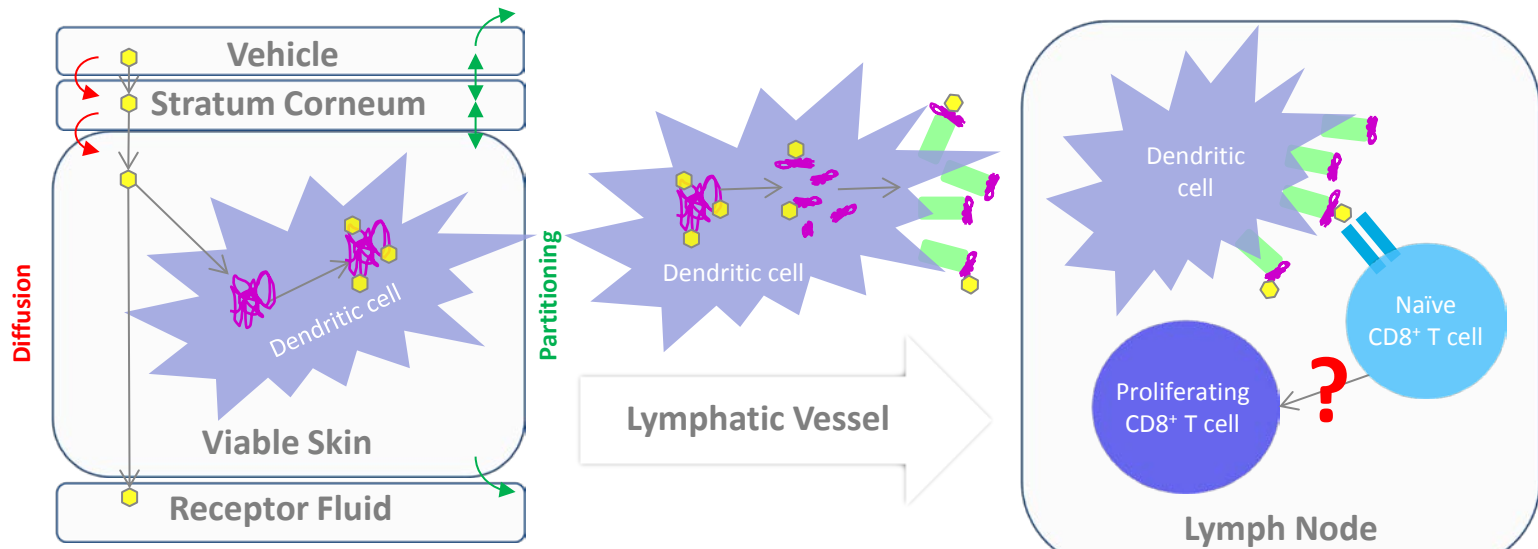 Vehicle
Stratum Corneum
Diffusion
Dendritic cell
Viable Skin
Receptor Fluid
Partitioning
Dendritic cell
Lymphatic Vessel
Dendritic
cell
Naïve
CD8⁺ T cell
?
Proliferating
CD8⁺ T cell
Lymph Node